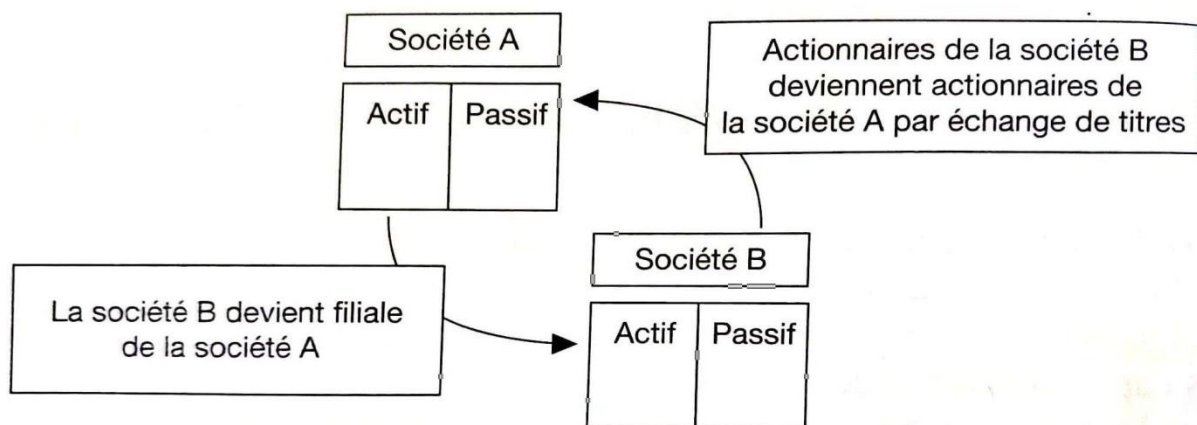 Société A
Actif Passif
Actionnaires de la société B
deviennent actionnaires de
la société A par échange de titres
Société B
La société B devient filiale
de la société A
Actif Passif